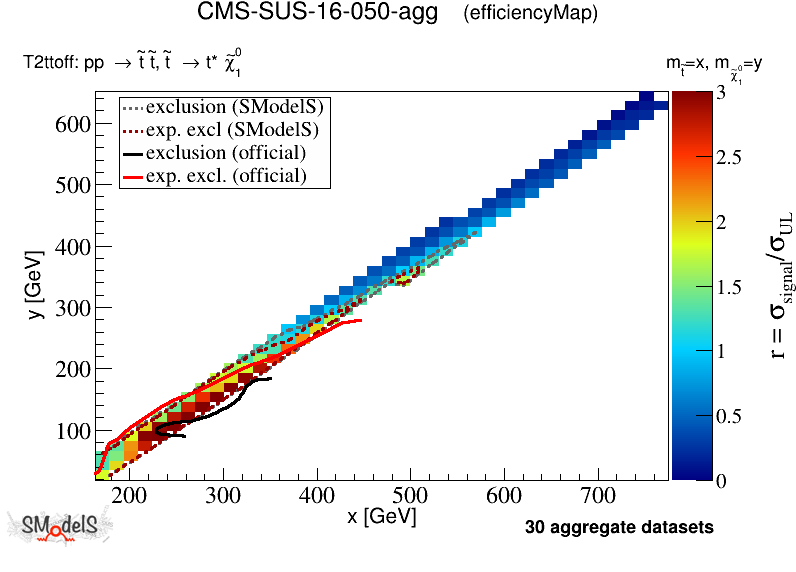 CMS-SUS-16-050-agg (efficiencyMap)
T2ttoff: pp → t̃ t̃, t̃ → t* χ̃⁰₁
m_t̃=x, m_χ̃⁰₁=y
exclusion (SModelS)
exp. excl (SModelS)
exclusion (official)
exp. excl. (official)
600
500
400
300
200
100
y [GeV]
200 300 400 500 600 700
x [GeV]
3
2.5
2
1.5
1
0.5
0
r = σ_signal/σ_UL
SModelS
30 aggregate datasets